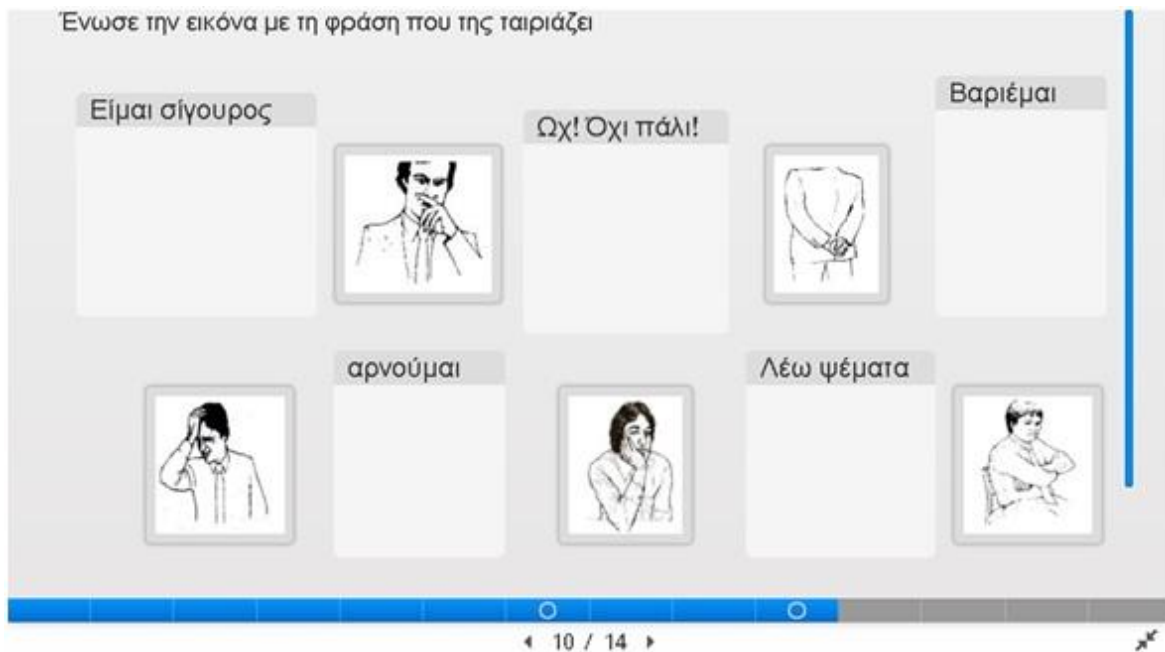 Ένωσε την εικόνα με τη φράση που της ταιριάζει
Είμαι σίγουρος
Ωχ! Όχι πάλι!
Βαριέμαι
αρνούμαι
Λέω ψέματα
10 / 14